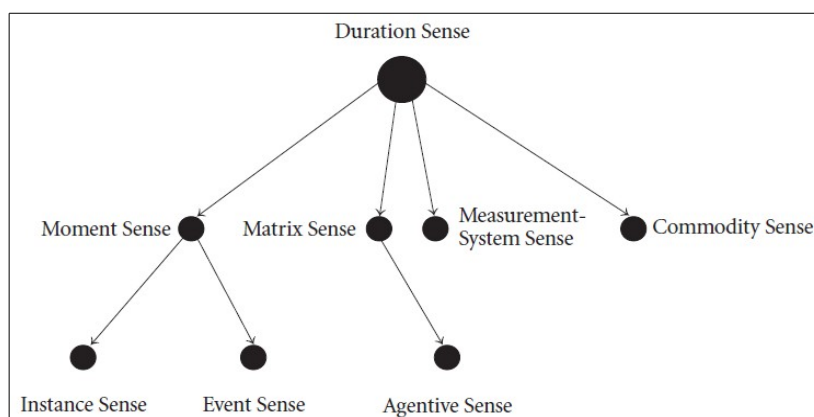 Duration Sense
Moment Sense
Matrix Sense
Measurement-
System Sense
Commodity Sense
Instance Sense
Event Sense
Agentive Sense